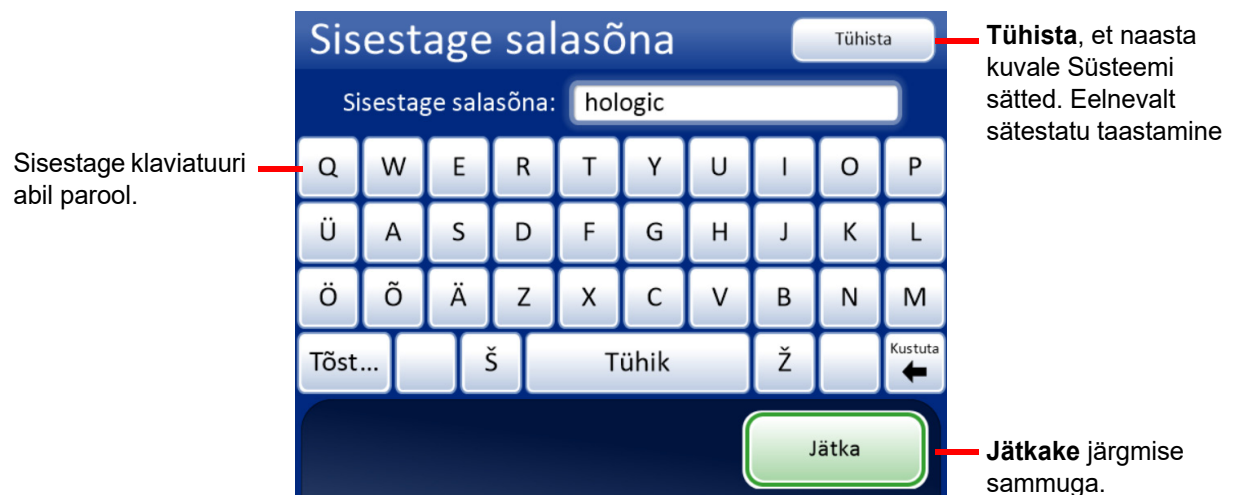 Sisestage salasõna
Tühista
Sisestage salasõna: hologic
Q W E R T Y U I O P
Ü A S D F G H J K L
Ö Õ Ä Z X C V B N M
Tõst... Š Tühik Ž Kustuta
Jätka
Sisestage klaviatuuri
abil parool.
Tühista, et naasta
kuvale Süsteemi
sätted. Eelnevalt
sätestatu taastamine
Jätkake järgmise
sammuga.